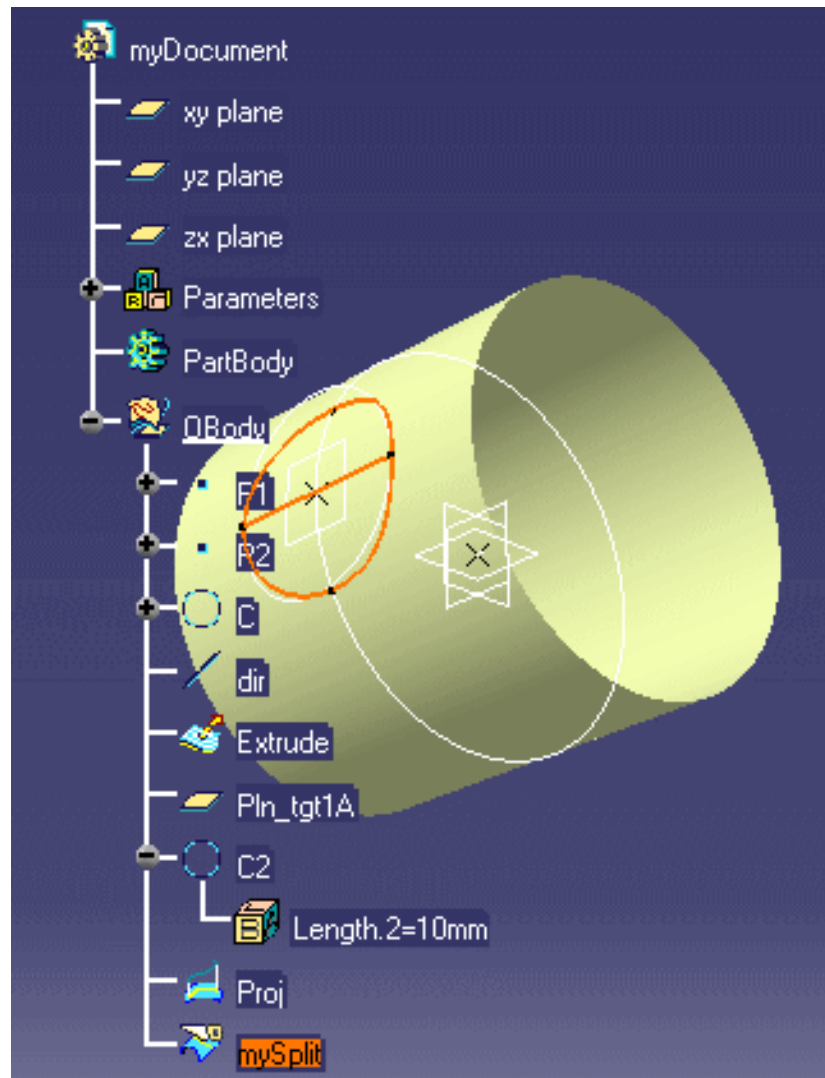 myDocument
xy plane
yz plane
zx plane
Parameters
PartBody
OBody
P1
P2
C
dir
Extrude
Pln_tgt1A
C2
Length.2=10mm
Proj
mySplit